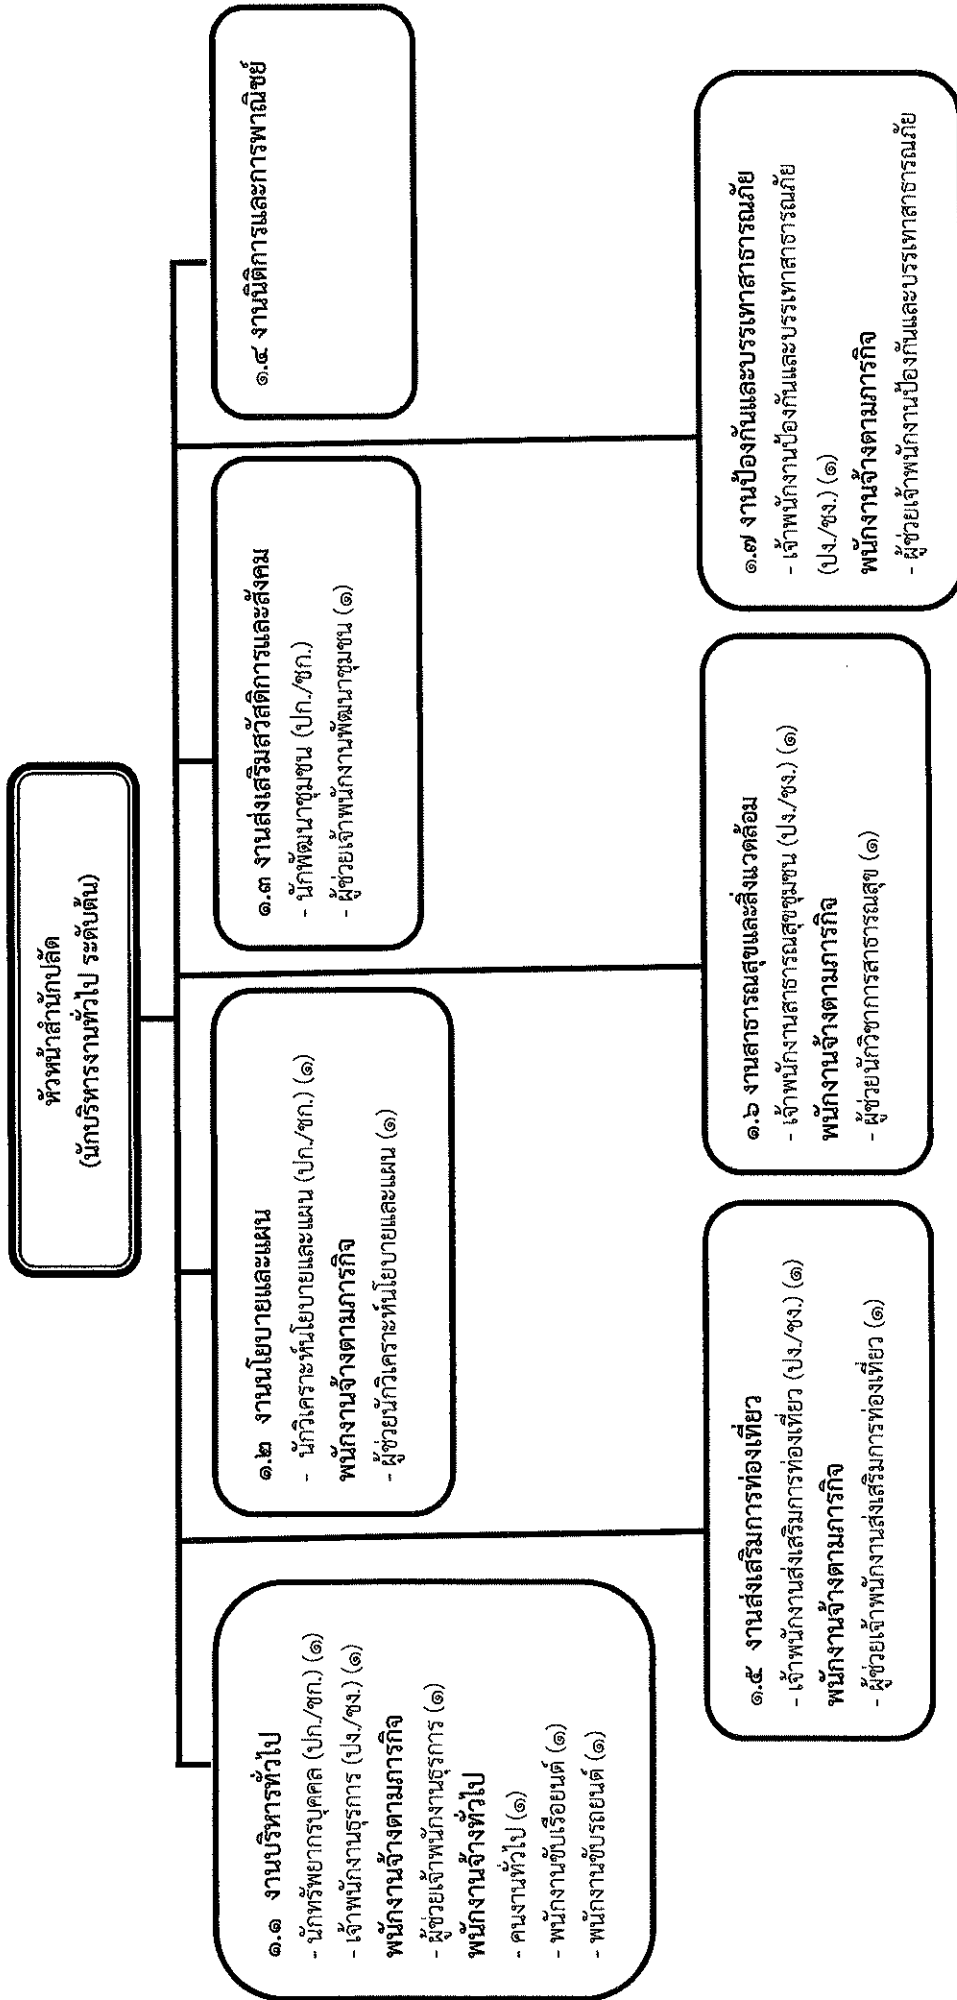 หัวหน้าสำนักปลัด
(นักบริหารงานทั่วไป ระดับต้น)
๑.๑ งานบริหารทั่วไป
- นักทรัพยากรบุคคล (ปก./ชก.) (๑)
- เจ้าพนักงานธุรการ (ปง./ชง.) (๑)
พนักงานจ้างตามภารกิจ
- ผู้ช่วยเจ้าพนักงานธุรการ (๑)
พนักงานจ้างทั่วไป
- คนงานทั่วไป (๑)
- พนักงานขับเรือยนต์ (๑)
- พนักงานขับรถยนต์ (๑)
๑.๒ งานนโยบายและแผน
- นักวิเคราะห์นโยบายและแผน (ปก./ชก.) (๑)
พนักงานจ้างตามภารกิจ
- ผู้ช่วยนักวิเคราะห์นโยบายและแผน (๑)
๑.๓ งานส่งเสริมสวัสดิการและสังคม
- นักพัฒนาชุมชน (ปก./ชก.)
- ผู้ช่วยเจ้าพนักงานพัฒนาชุมชน (๑)
๑.๔ งานนิติการและการพาณิชย์
๑.๕ งานส่งเสริมการท่องเที่ยว
- เจ้าพนักงานส่งเสริมการท่องเที่ยว (ปง./ชง.) (๑)
พนักงานจ้างตามภารกิจ
- ผู้ช่วยเจ้าพนักงานส่งเสริมการท่องเที่ยว (๑)
๑.๖ งานสาธารณสุขและสิ่งแวดล้อม
- เจ้าพนักงานสาธารณสุขชุมชน (ปง./ชง.) (๑)
พนักงานจ้างตามภารกิจ
- ผู้ช่วยนักวิชาการสาธารณสุข (๑)
๑.๗ งานป้องกันและบรรเทาสาธารณภัย
- เจ้าพนักงานป้องกันและบรรเทาสาธารณภัย
(ปง./ชง.) (๑)
พนักงานจ้างตามภารกิจ
- ผู้ช่วยเจ้าพนักงานป้องกันและบรรเทาสาธารณภัย